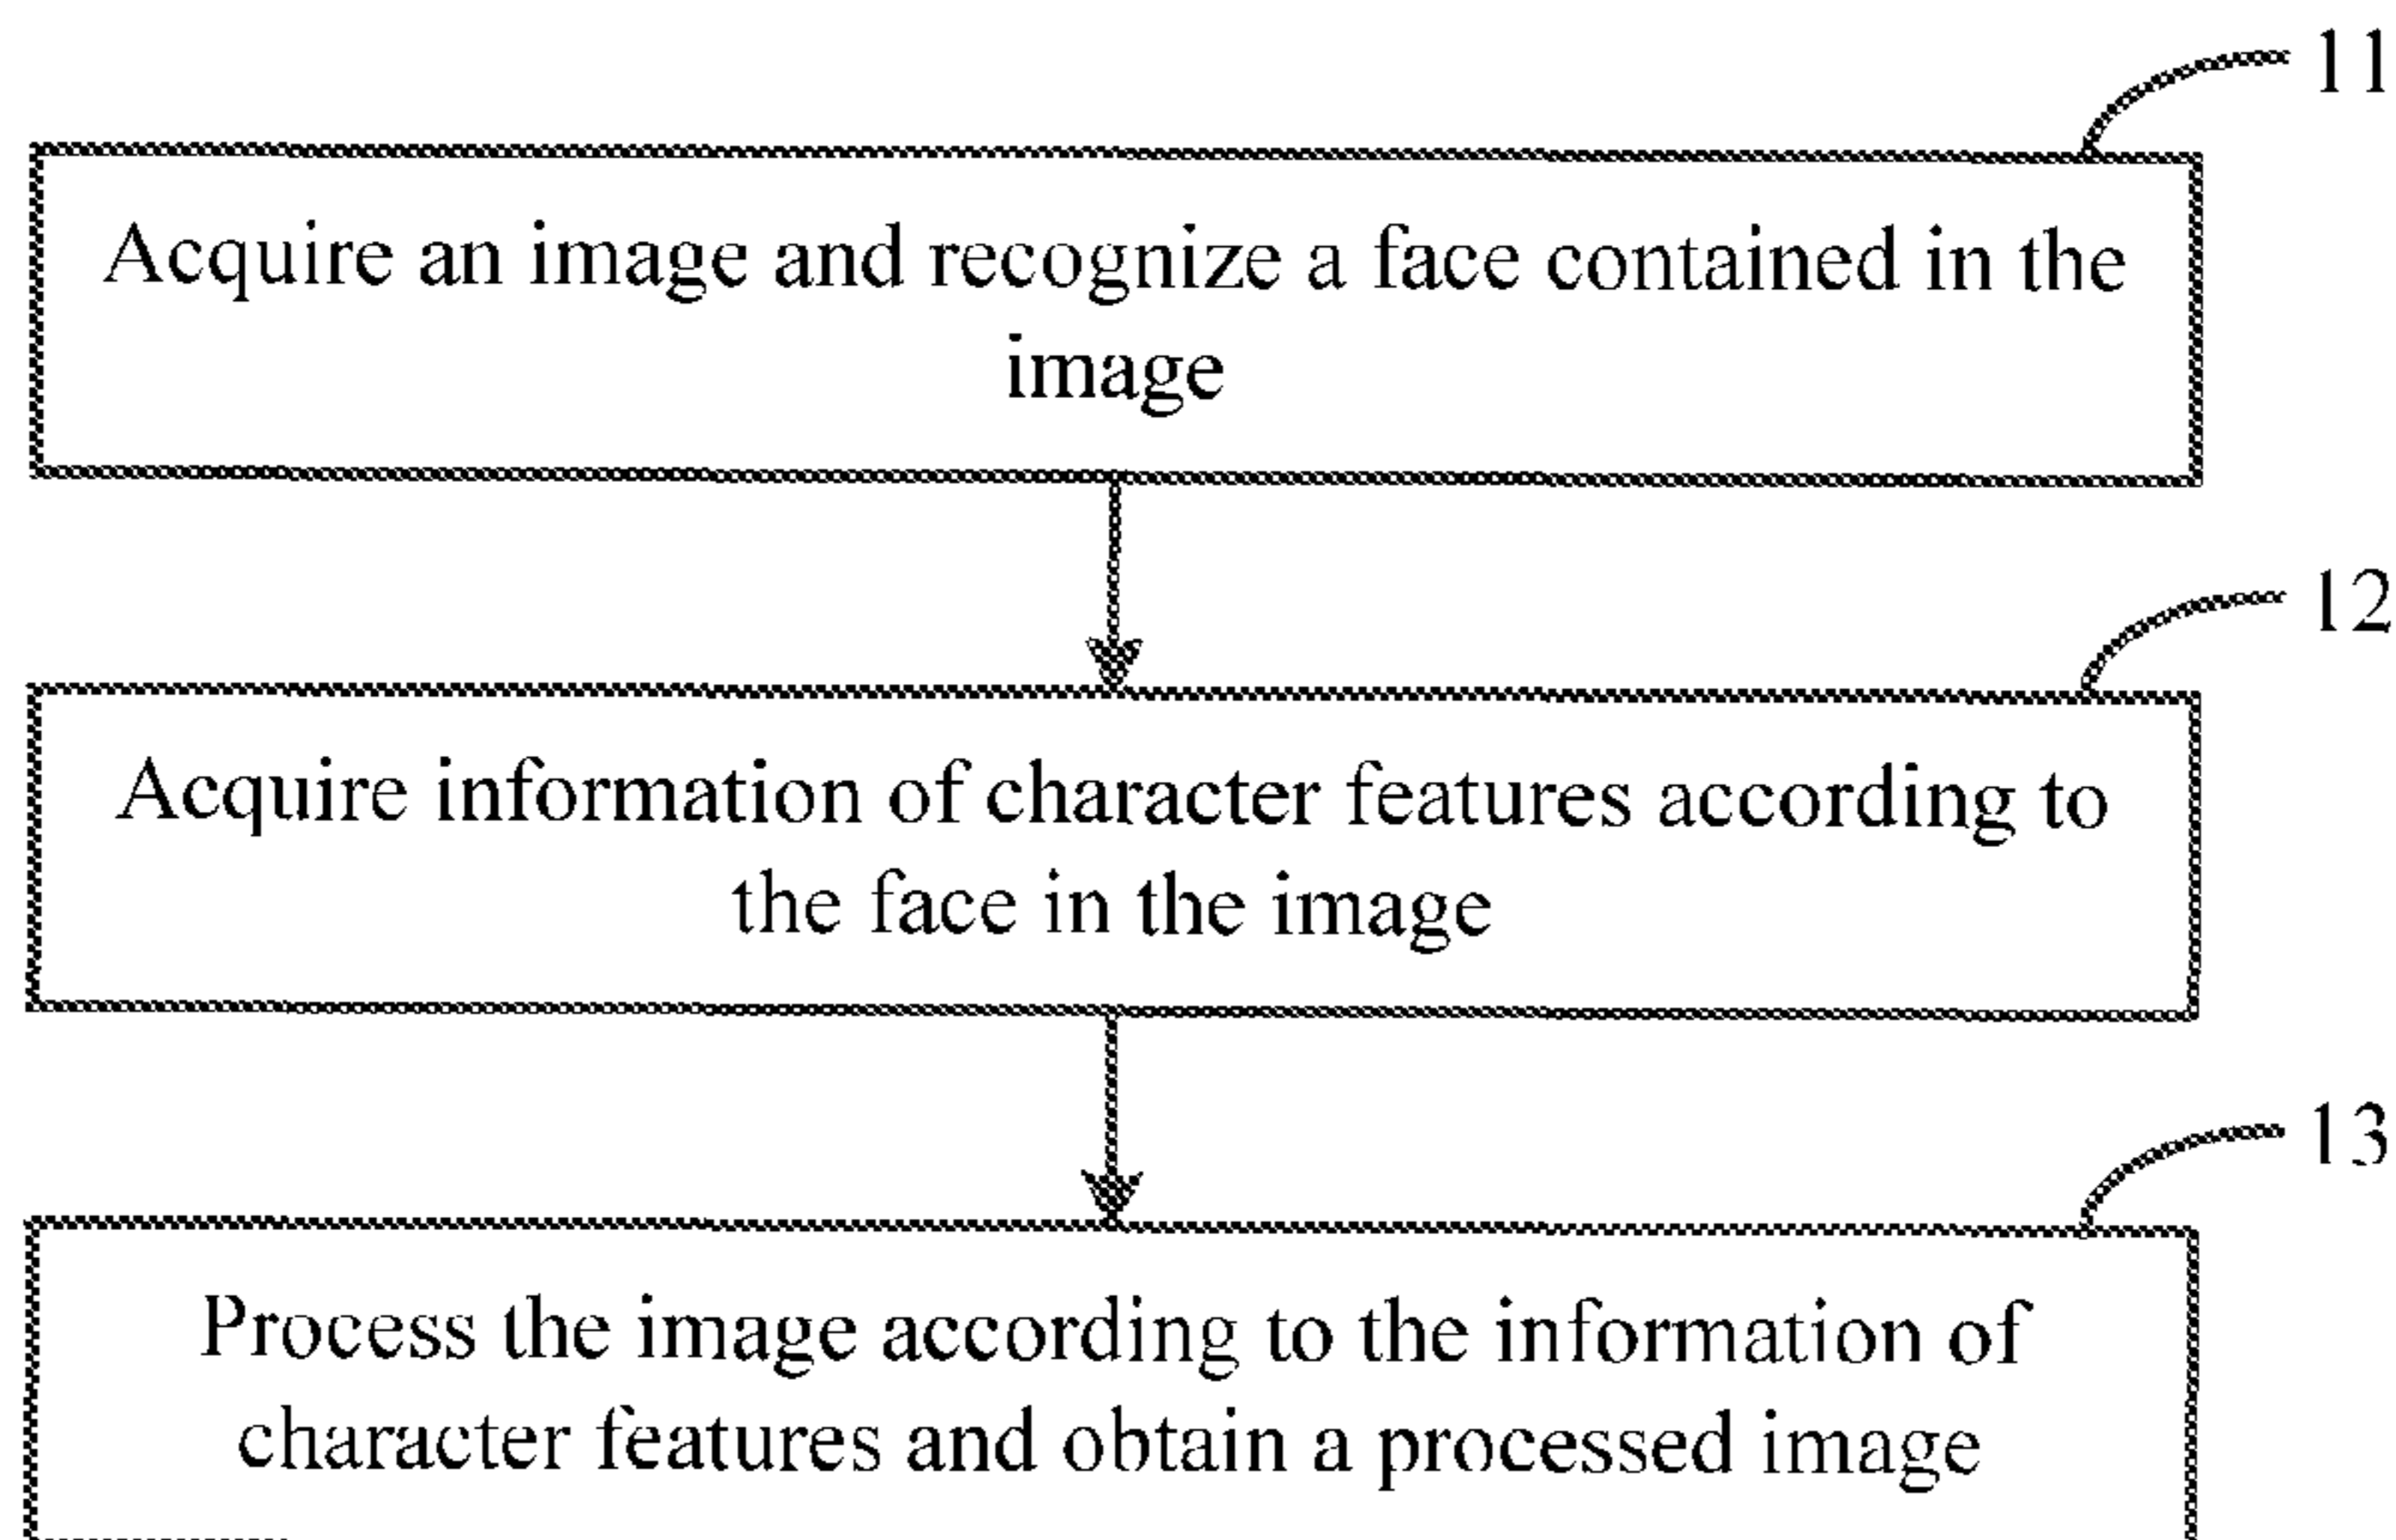 11
Acquire an image and recognize a face contained in the
image
12
Acquire information of character features according to
the face in the image
13
Process the image according to the information of
character features and obtain a processed image